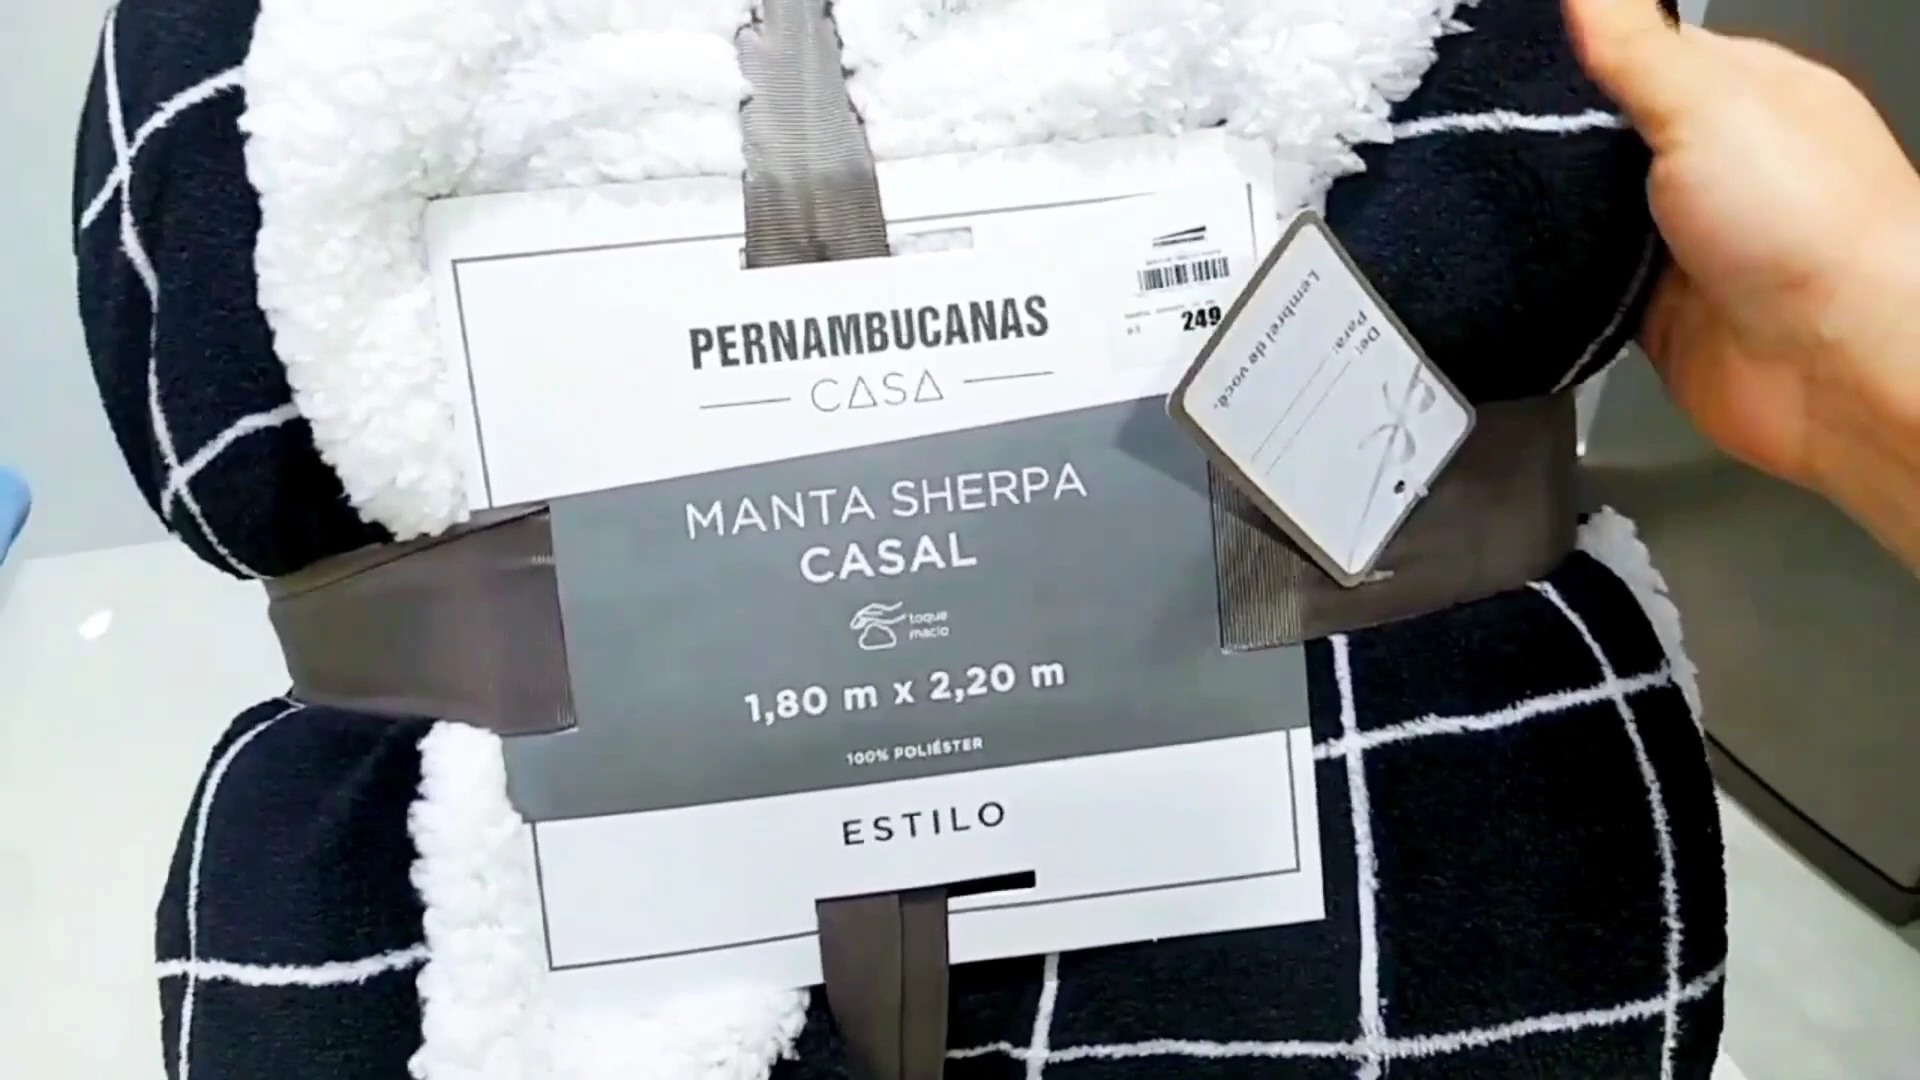 PERNAMBUCANAS
CASA
249
Lembrei de você.
Para:
De:
MANTA SHERPA
CASAL
toque
macio
1,80 m x 2,20 m
100% POLIÉSTER
ESTILO